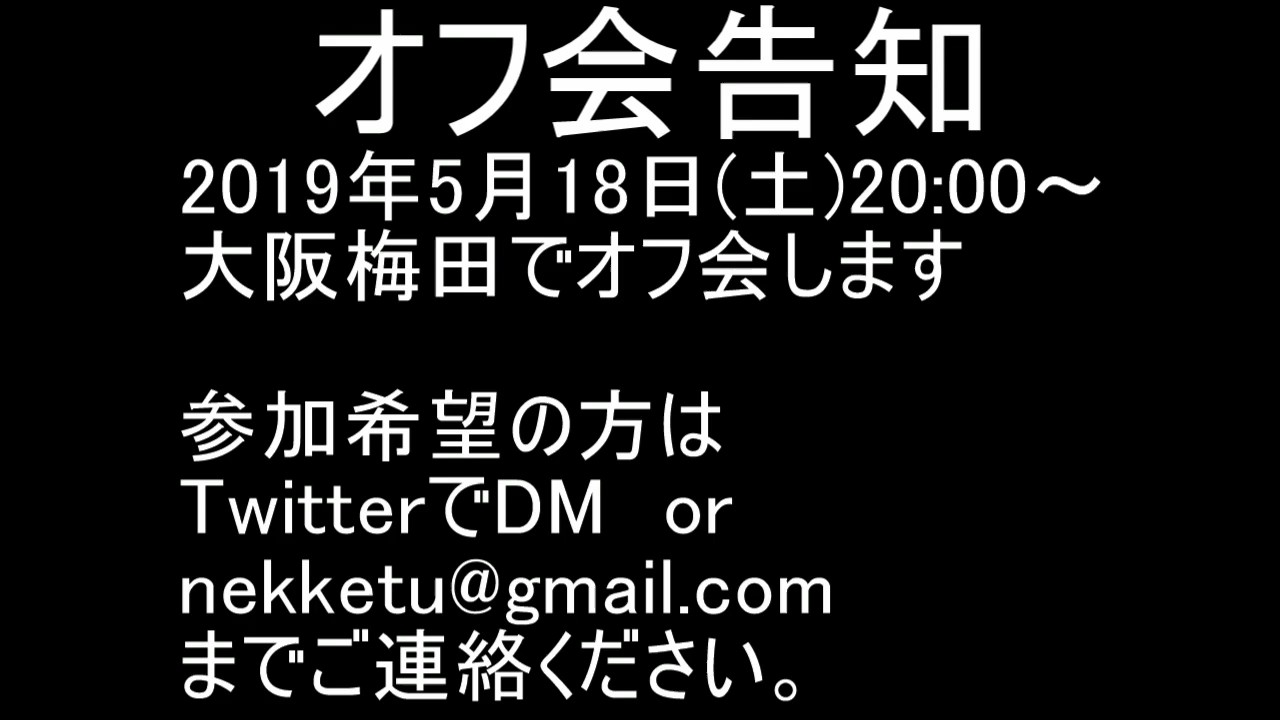 オフ会告知
2019年5月18日(土)20:00～
大阪梅田でオフ会します
参加希望の方は
TwitterでDM　or
nekketu@gmail.com
までご連絡ください。